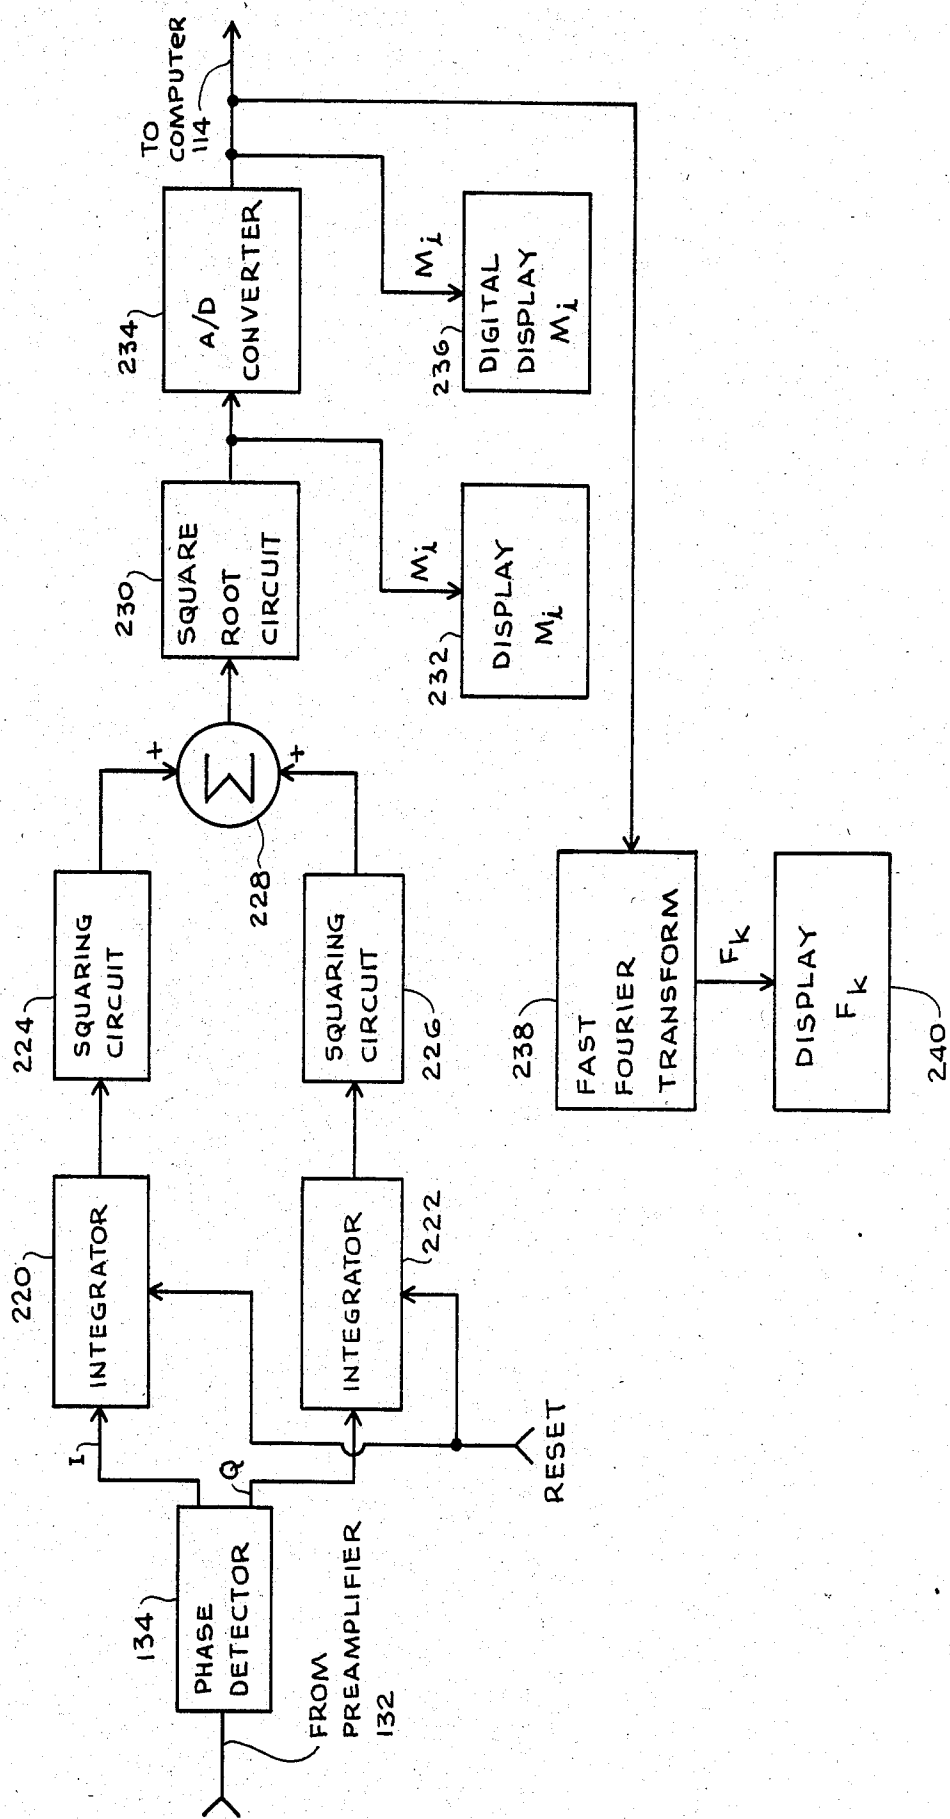 FROM
PREAMPLIFIER
132
134
PHASE
DETECTOR
I
Q
RESET
220
INTEGRATOR
INTEGRATOR
222
224
SQUARING
CIRCUIT
SQUARING
CIRCUIT
226
+
Σ
+
228
230
SQUARE
ROOT
CIRCUIT
Mi
232
DISPLAY
Mi
234
A/D
CONVERTER
TO
COMPUTER
114
Mi
236
DIGITAL
DISPLAY
Mi
238
FAST
FOURIER
TRANSFORM
Fk
DISPLAY
Fk
240